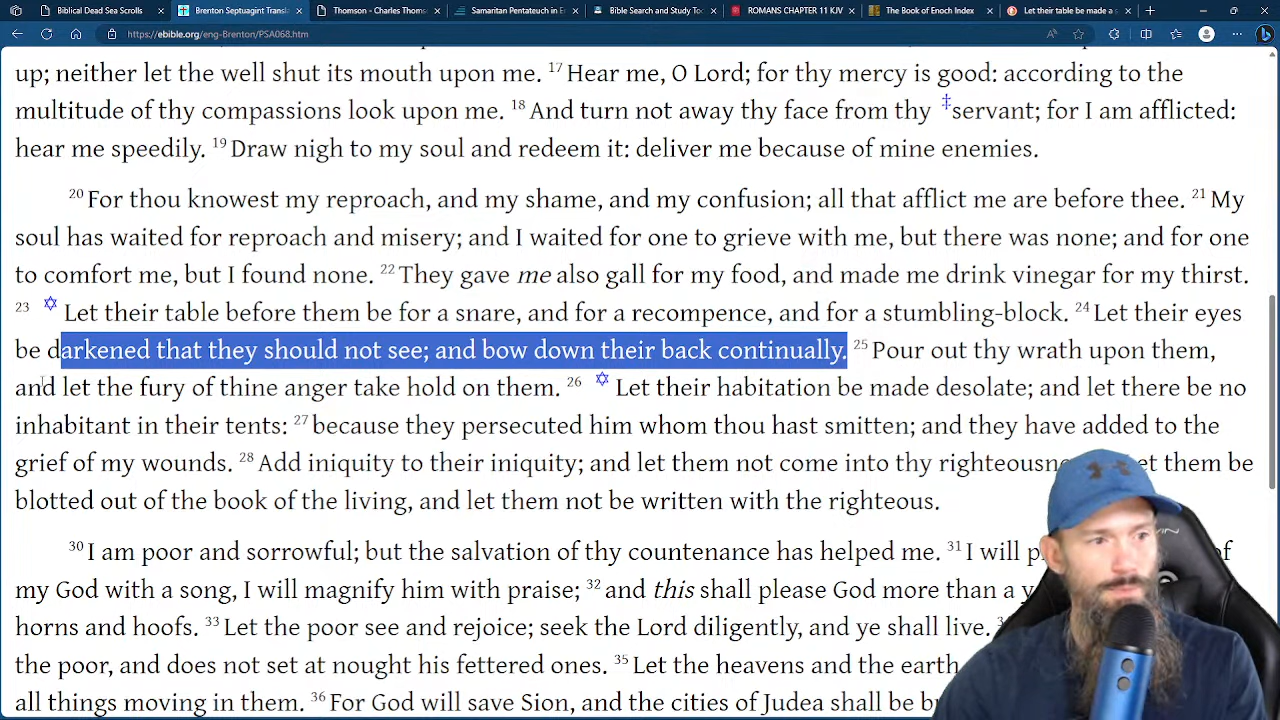 Biblical Dead Sea Scrolls
Brenton Septuagint Transl
Thomson - Charles Thoms
Samaritan Pentateuch in E
Bible Search and Study To
ROMANS CHAPTER 11 KJV
The Book of Enoch Index
Let their table be made a s
https://ebible.org/eng-Brenton/PSA068.htm
up; neither let the well shut its mouth upon me. 17 Hear me, O Lord; for thy mercy is good: according to the
multitude of thy compassions look upon me. 18 And turn not away thy face from thy ‡servant; for I am afflicted:
hear me speedily. 19 Draw nigh to my soul and redeem it: deliver me because of mine enemies.
20 For thou knowest my reproach, and my shame, and my confusion; all that afflict me are before thee. 21 My
soul has waited for reproach and misery; and I waited for one to grieve with me, but there was none; and for one
to comfort me, but I found none. 22 They gave me also gall for my food, and made me drink vinegar for my thirst.
23 ✡ Let their table before them be for a snare, and for a recompence, and for a stumbling-block. 24 Let their eyes
be darkened that they should not see; and bow down their back continually. 25 Pour out thy wrath upon them,
and let the fury of thine anger take hold on them. 26 ✡ Let their habitation be made desolate; and let there be no
inhabitant in their tents: 27 because they persecuted him whom thou hast smitten; and they have added to the
grief of my wounds. 28 Add iniquity to their iniquity; and let them not come into thy righteousne et them be
blotted out of the book of the living, and let them not be written with the righteous.
30 I am poor and sorrowful; but the salvation of thy countenance has helped me. 31 I will p of
my God with a song, I will magnify him with praise; 32 and this shall please God more than a y
horns and hoofs. 33 Let the poor see and rejoice; seek the Lord diligently, and ye shall live.
the poor, and does not set at nought his fettered ones. 35 Let the heavens and the earth
all things moving in them. 36 For God will save Sion, and the cities of Judea shall be b